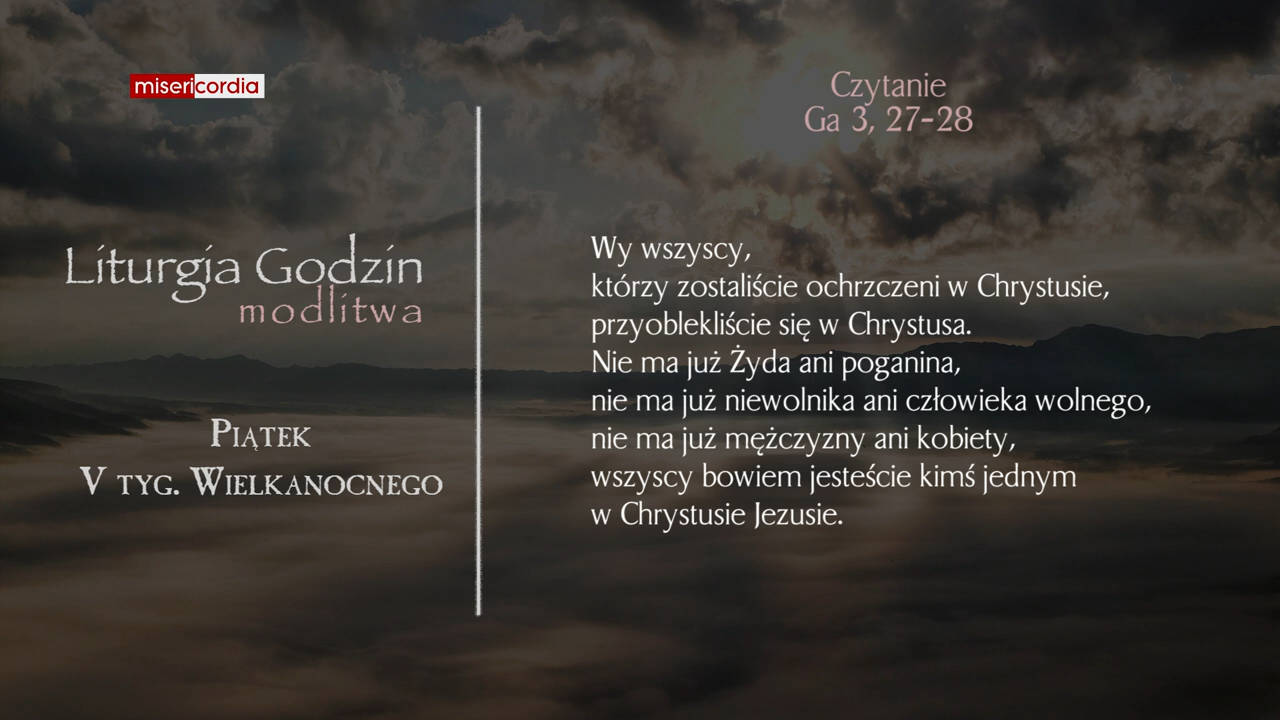 misericordia
Liturgia Godzin
modlitwa
Piątek
V tyg. Wielkanocnego
Czytanie
Ga 3, 27-28
Wy wszyscy,
którzy zostaliście ochrzczeni w Chrystusie,
przyoblekliście się w Chrystusa.
Nie ma już Żyda ani poganina,
nie ma już niewolnika ani człowieka wolnego,
nie ma już mężczyzny ani kobiety,
wszyscy bowiem jesteście kimś jednym
w Chrystusie Jezusie.